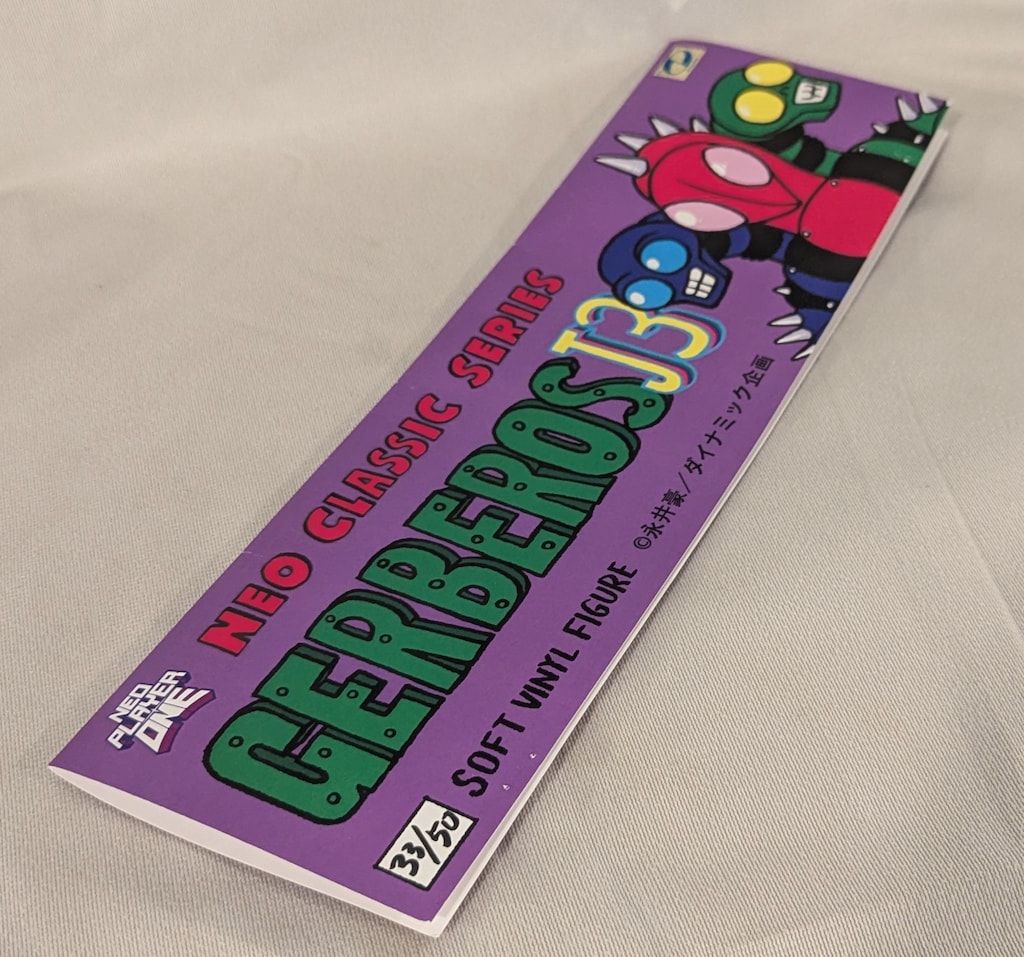 NEO PLAYER ONE
NEO CLASSIC SERIES
GERBEROS J3
SOFT VINYL FIGURE ©永井豪/ダイナミック企画
33/50